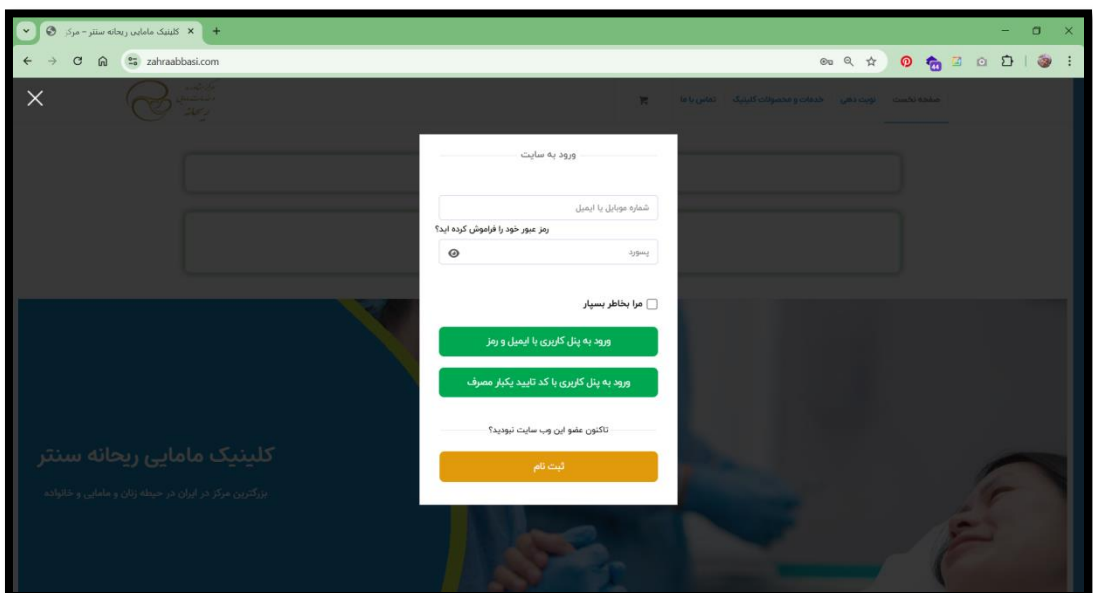 کلینیک مامایی ریحانه سنتر – مرکز
zahraabbasi.com
44
صفحه نخست نوبت دهی خدمات و محصولات کلینیک تماس با ما
ورود به سایت
شماره موبایل یا ایمیل
رمز عبور خود را فراموش کرده اید؟
پسورد
مرا بخاطر بسپار
ورود به پنل کاربری با ایمیل و رمز
ورود به پنل کاربری با کد تایید یکبار مصرف
تاکنون عضو این وب سایت نبودید؟
ثبت نام
کلینیک مامایی ریحانه سنتر
بزرگترین مرکز در ایران در حیطه زنان و مامایی و خانواده